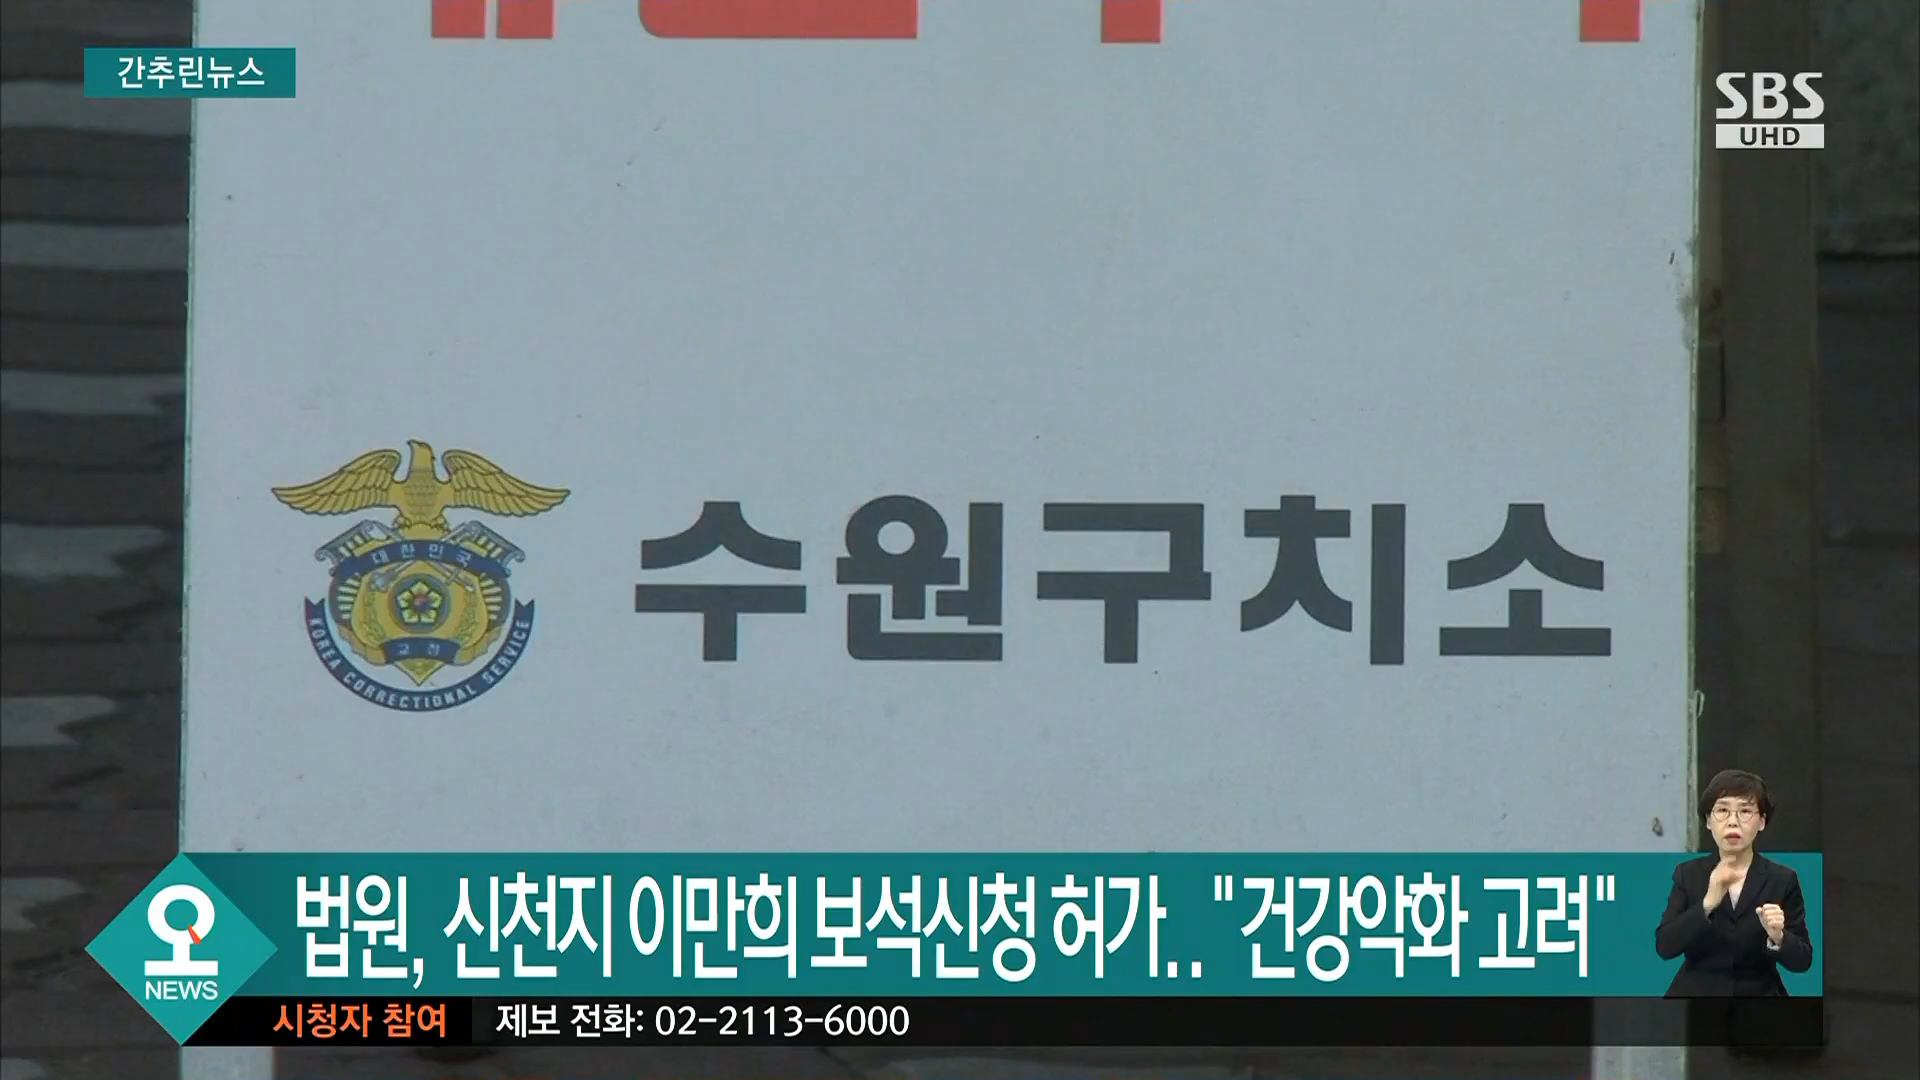 간추린뉴스
SBS
UHD
대한민국
교정
KOREA CORRECTIONAL SERVICE
수원구치소
법원, 신천지 이만희 보석신청 허가.. "건강악화 고려"
오
NEWS
시청자 참여 제보 전화: 02-2113-6000